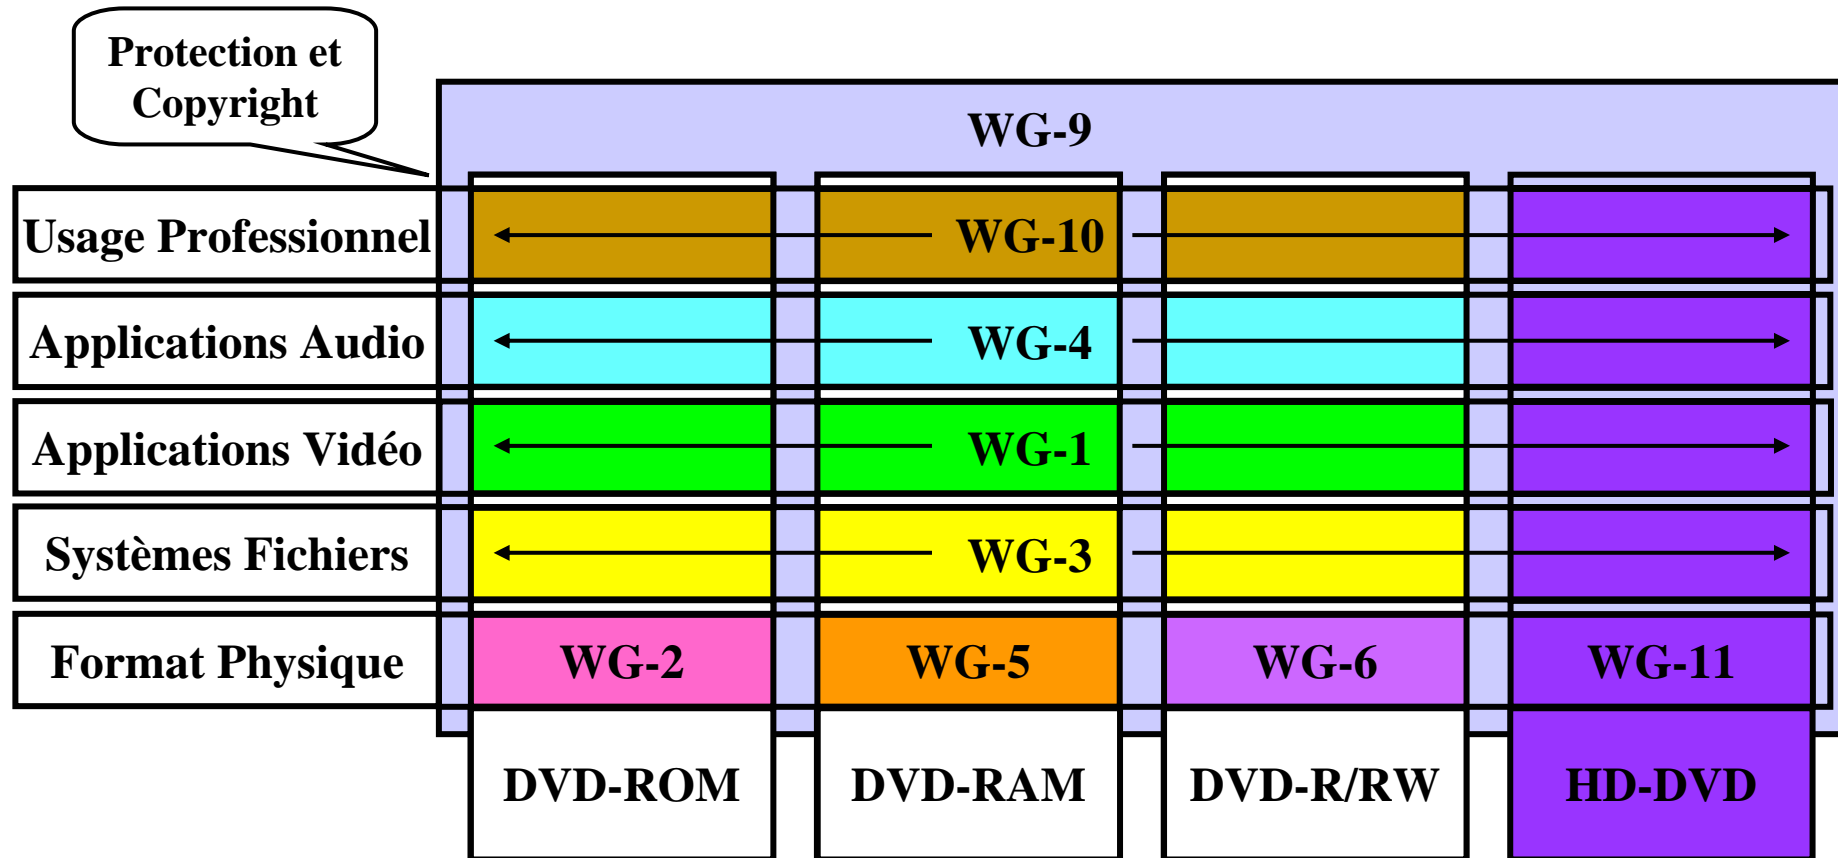 Protection et
Copyright
WG-9
Usage Professionnel
WG-10
Applications Audio
WG-4
Applications Vidéo
WG-1
Systèmes Fichiers
WG-3
Format Physique
WG-2
WG-5
WG-6
WG-11
DVD-ROM
DVD-RAM
DVD-R/RW
HD-DVD